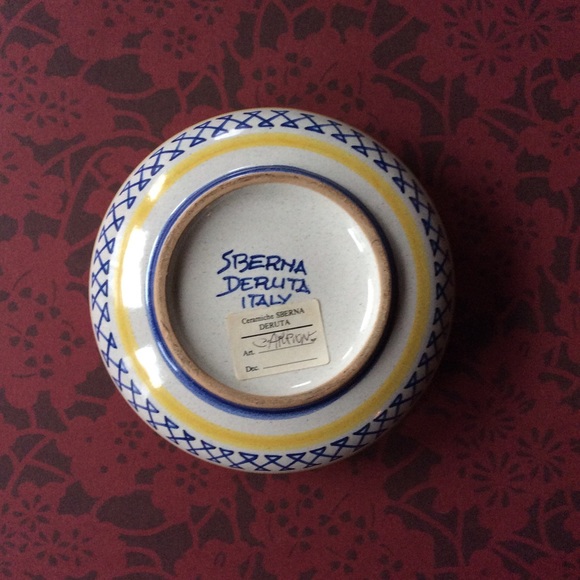 SBERNA
DERUTA
ITALY
Ceramiche SBERNA
DERUTA
Art.
Dec.